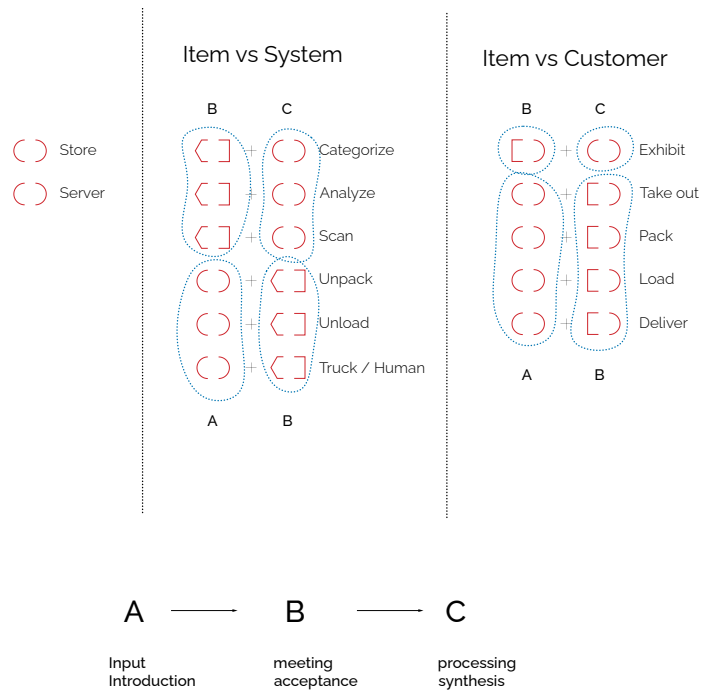 Item vs System
Item vs Customer
B C
B C
Store
Server
+ Categorize
+ Analyze
+ Scan
+ Unpack
+ Unload
+ Truck / Human
A B
+ Exhibit
+ Take out
+ Pack
+ Load
+ Deliver
A B
A B C
Input
Introduction
meeting
acceptance
processing
synthesis